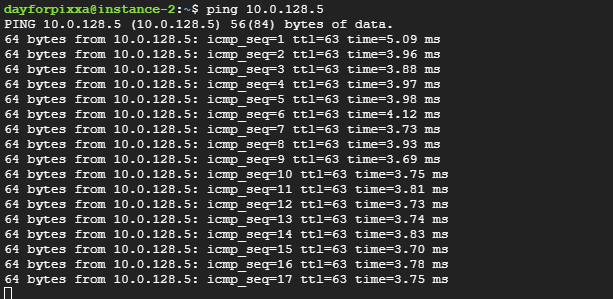 dayforpixxa@instance-2:~$ ping 10.0.128.5
PING 10.0.128.5 (10.0.128.5) 56(84) bytes of data.
64 bytes from 10.0.128.5: icmp_seq=1 ttl=63 time=5.09 ms
64 bytes from 10.0.128.5: icmp_seq=2 ttl=63 time=3.96 ms
64 bytes from 10.0.128.5: icmp_seq=3 ttl=63 time=3.88 ms
64 bytes from 10.0.128.5: icmp_seq=4 ttl=63 time=3.97 ms
64 bytes from 10.0.128.5: icmp_seq=5 ttl=63 time=3.98 ms
64 bytes from 10.0.128.5: icmp_seq=6 ttl=63 time=4.12 ms
64 bytes from 10.0.128.5: icmp_seq=7 ttl=63 time=3.73 ms
64 bytes from 10.0.128.5: icmp_seq=8 ttl=63 time=3.93 ms
64 bytes from 10.0.128.5: icmp_seq=9 ttl=63 time=3.69 ms
64 bytes from 10.0.128.5: icmp_seq=10 ttl=63 time=3.75 ms
64 bytes from 10.0.128.5: icmp_seq=11 ttl=63 time=3.81 ms
64 bytes from 10.0.128.5: icmp_seq=12 ttl=63 time=3.73 ms
64 bytes from 10.0.128.5: icmp_seq=13 ttl=63 time=3.74 ms
64 bytes from 10.0.128.5: icmp_seq=14 ttl=63 time=3.83 ms
64 bytes from 10.0.128.5: icmp_seq=15 ttl=63 time=3.70 ms
64 bytes from 10.0.128.5: icmp_seq=16 ttl=63 time=3.78 ms
64 bytes from 10.0.128.5: icmp_seq=17 ttl=63 time=3.75 ms